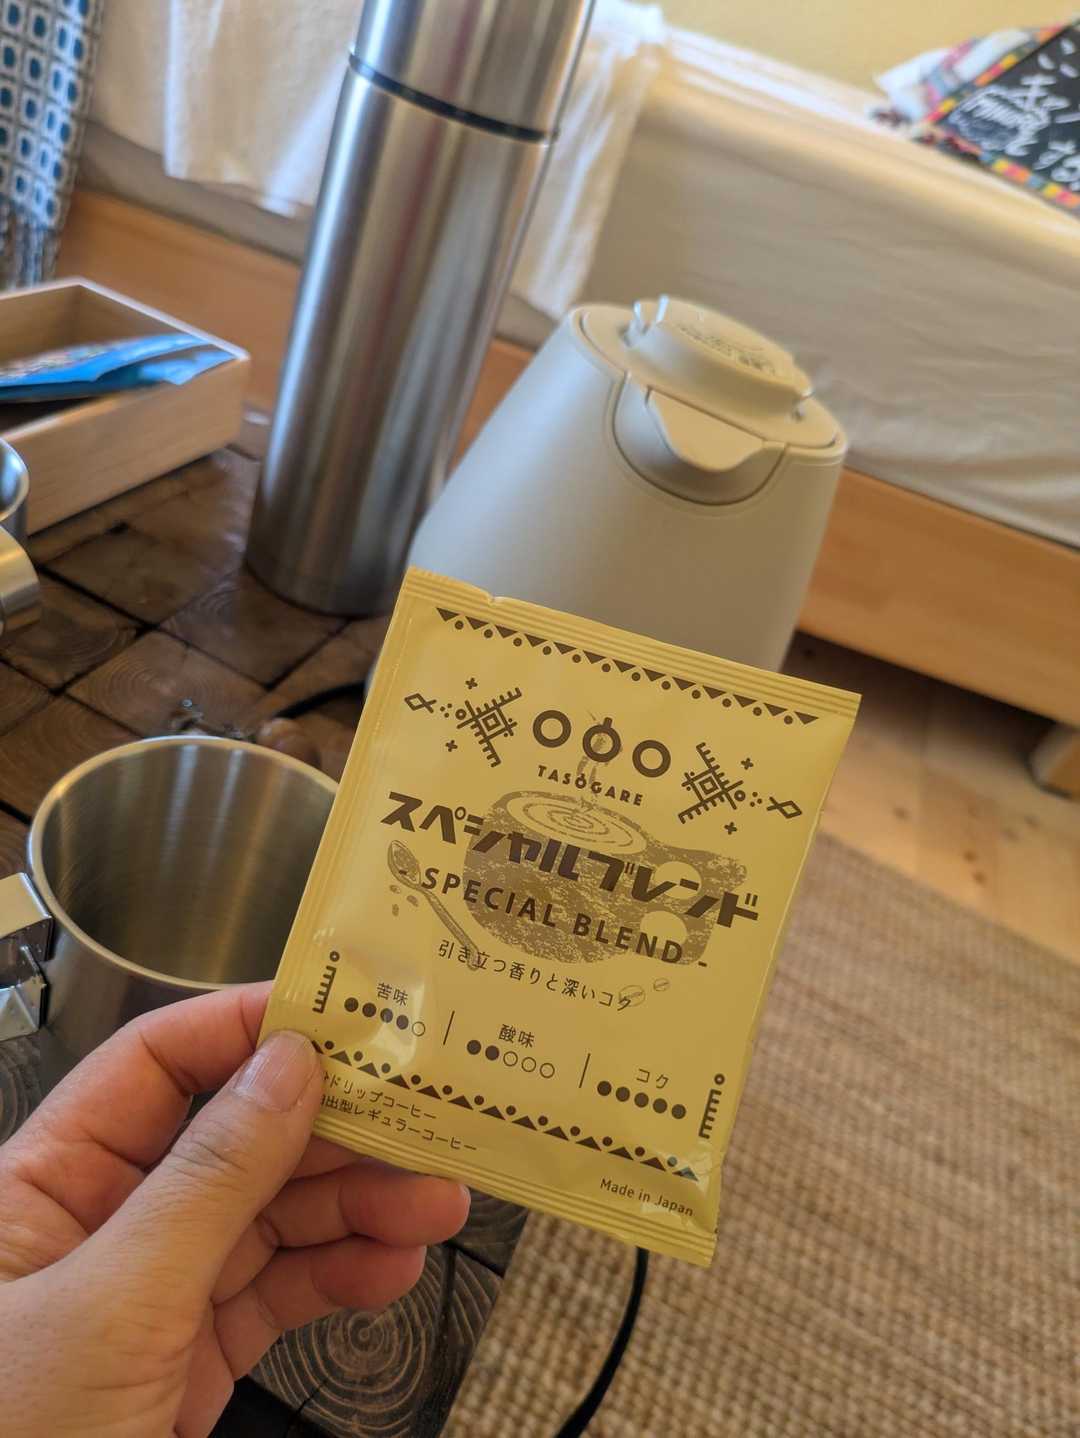 TASOGARE
スペシャルブレンド
- SPECIAL BLEND -
引き立つ香りと深いコク
苦味
酸味
コク
ドリップコーヒー
出型レギュラーコーヒー
Made in Japan